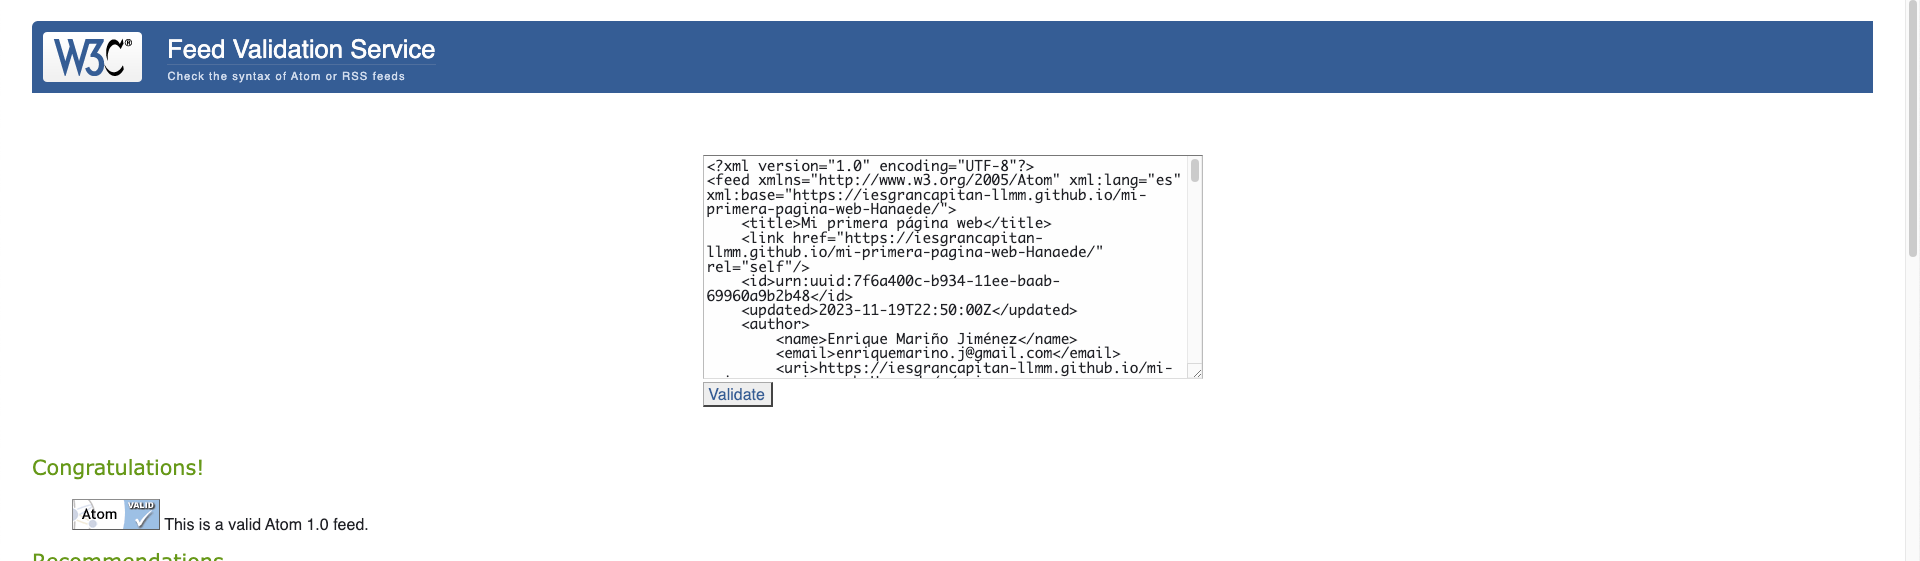 W3C®
Feed Validation Service
Check the syntax of Atom or RSS feeds
<?xml version="1.0" encoding="UTF-8"?>
<feed xmlns="http://www.w3.org/2005/Atom" xml:lang="es"
xml:base="https://iesgrancapitan-llmm.github.io/mi-
primera-pagina-web-Hanaede/">
    <title>Mi primera página web</title>
    <link href="https://iesgrancapitan-
llmm.github.io/mi-primera-pagina-web-Hanaede/"
rel="self"/>
    <id>urn:uuid:7f6a400c-b934-11ee-baab-
69960a9b2b48</id>
    <updated>2023-11-19T22:50:00Z</updated>
    <author>
        <name>Enrique Mariño Jiménez</name>
        <email>enriquemarino.j@gmail.com</email>
        <uri>https://iesgrancapitan-llmm.github.io/mi-
Validate
Congratulations!
Atom VALID
This is a valid Atom 1.0 feed.
Recommendations